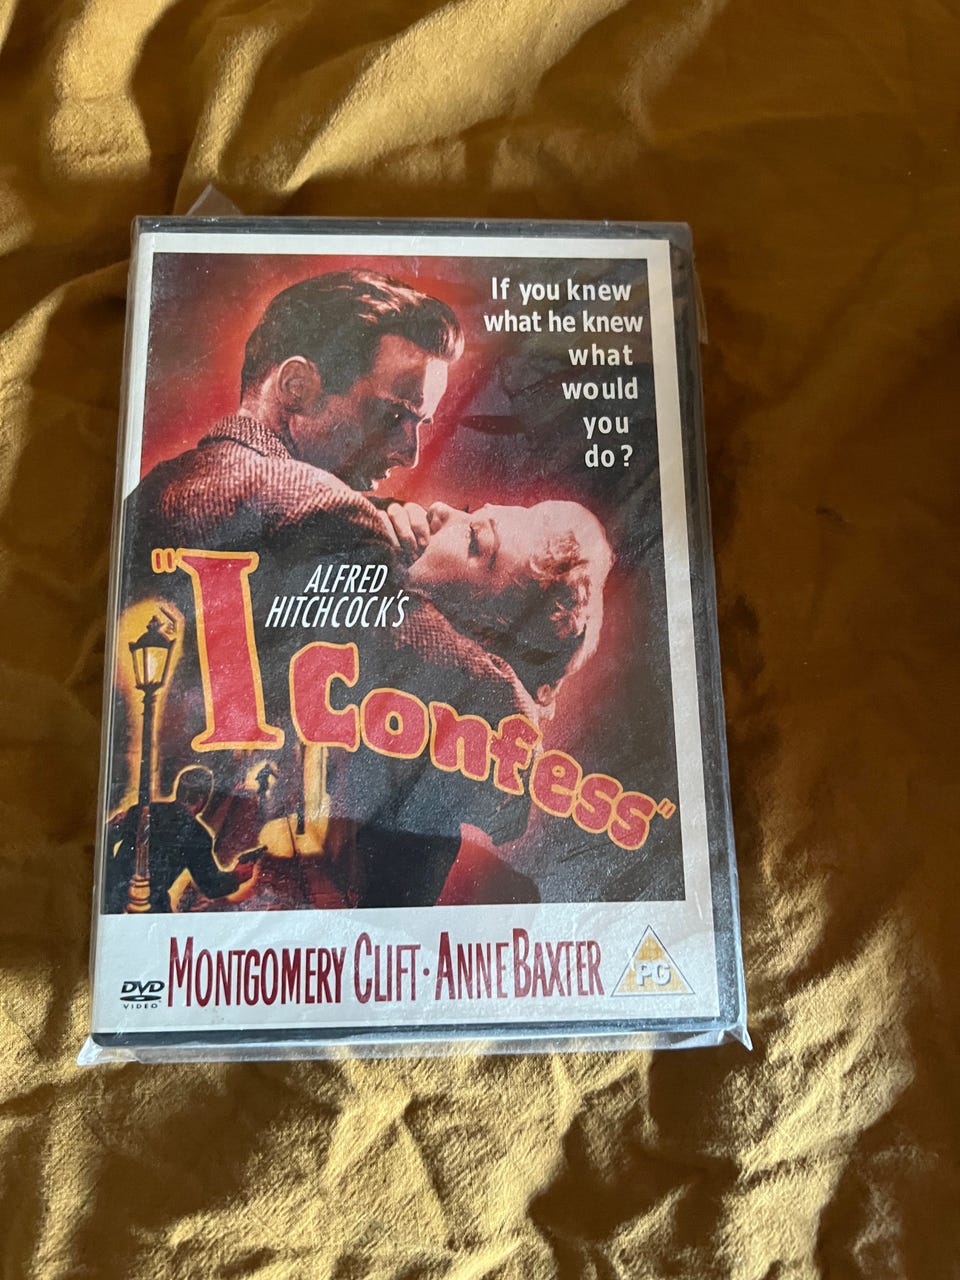 If you knew
what he knew
what
would
you
do?
ALFRED
HITCHCOCK'S
"I Confess"
DVD
VIDEO
MONTGOMERY CLIFT · ANNE BAXTER
PG